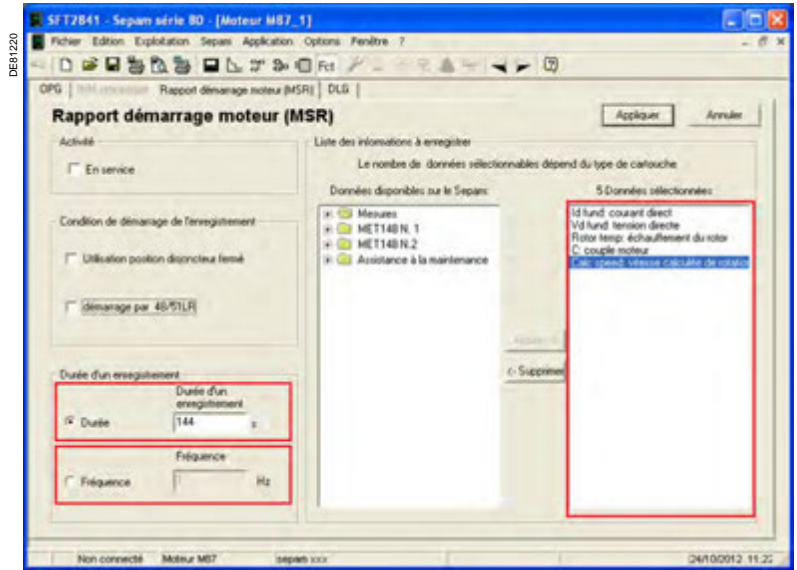 DE81220
SFT2841 - Sepam série 80 - [Moteur M87_1]
Fichier Edition Exploitation Sepam Application Options Fenêtre ?
Fct
OPG Rapport démarrage moteur (MSR) DLG
Rapport démarrage moteur (MSR)
Appliquer Annuler
Activité
En service
Liste des informations à enregistrer
Le nombre de données sélectionnables dépend du type de cartouche
Données disponibles sur le Sepam:
Mesures
MET148 N. 1
MET148 N.2
Assistance à la maintenance
5 Données sélectionnées:
Id fund: courant direct
Vd fund: tension directe
Rotor temp: échauffement du rotor
C: couple moteur
Calc speed: vitesse calculée de rotation
Condition de démarrage de l'enregistrement
Utilisation position disjoncteur fermé
démarrage par 48/51LR
<- Supprimer
Durée d'un enregistrement
Durée d'un
enregistrement
Durée 144 s
Fréquence
Fréquence 1 Hz
Non connecté Moteur M87 sepam xxx 24/10/2012 11:22